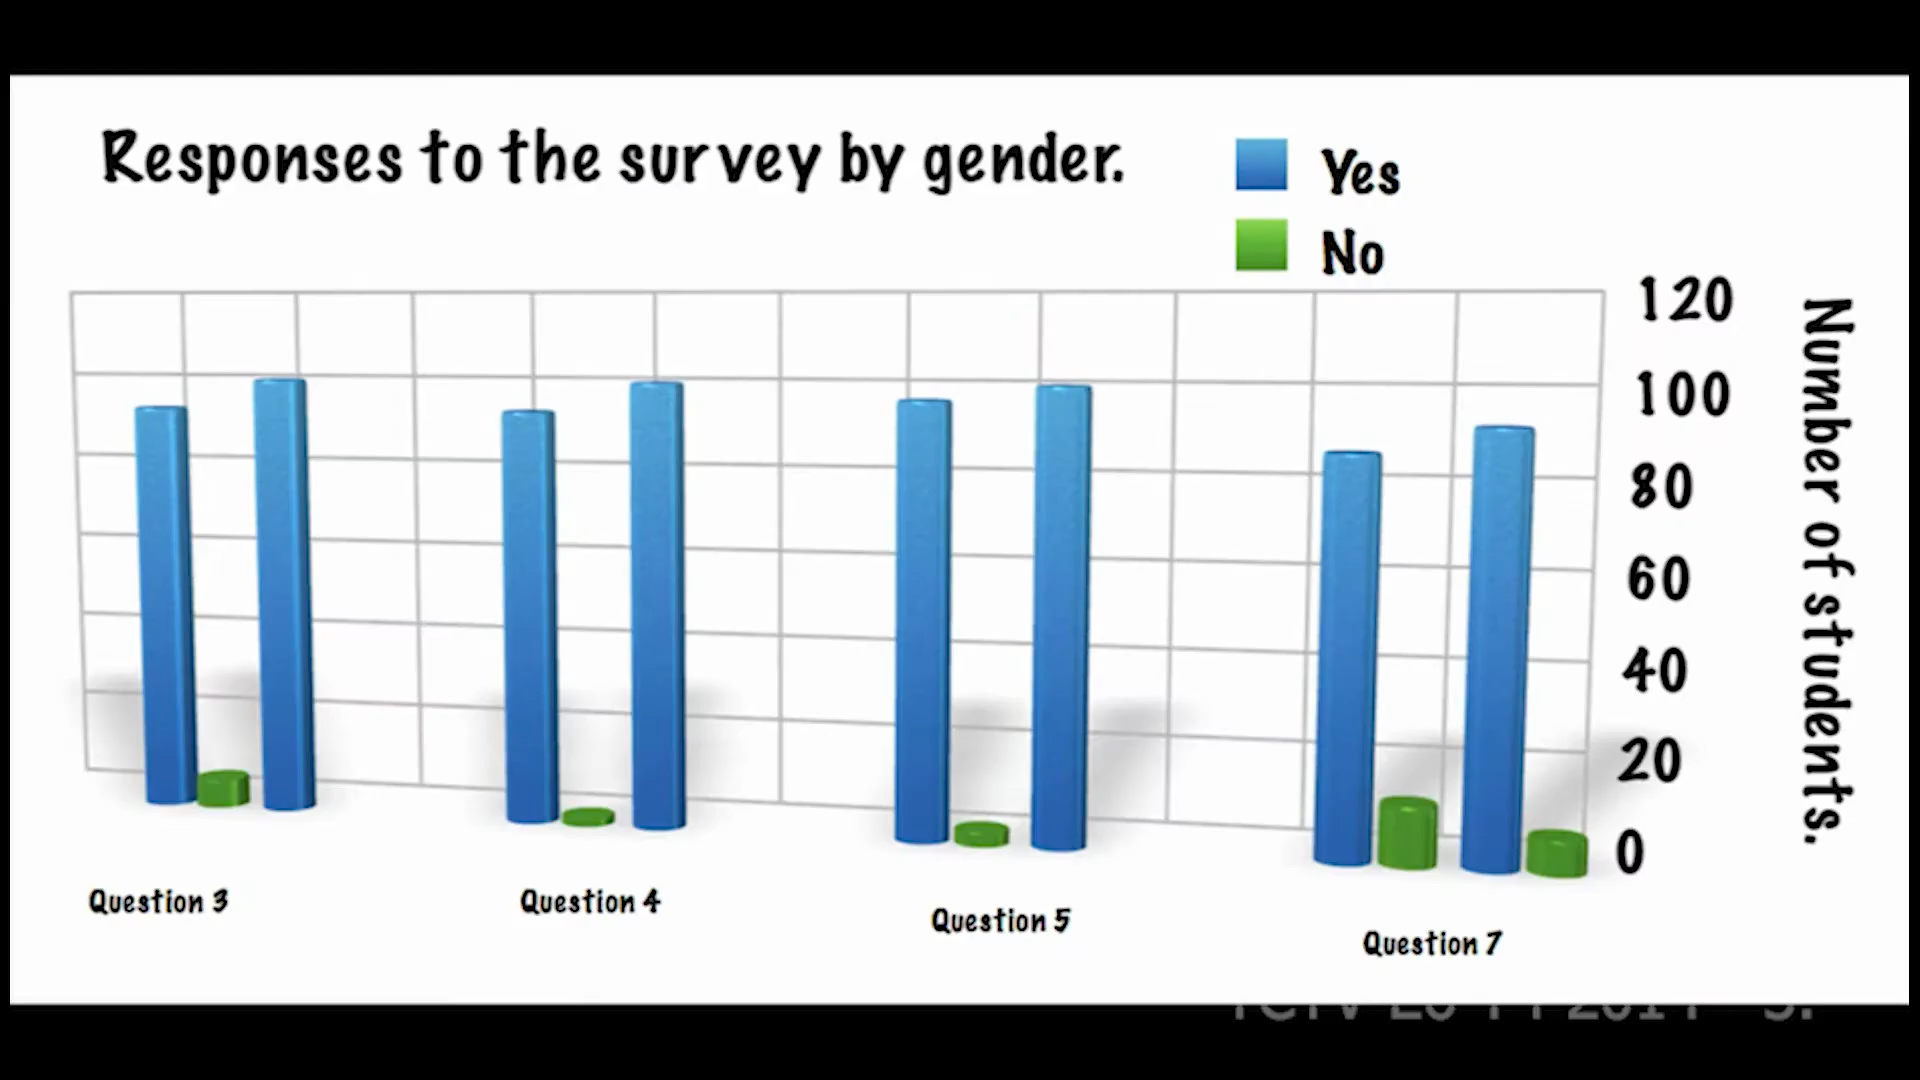 Responses to the survey by gender.
Yes
No
120
100
80
60
40
20
0
Number of students.
Question 3
Question 4
Question 5
Question 7